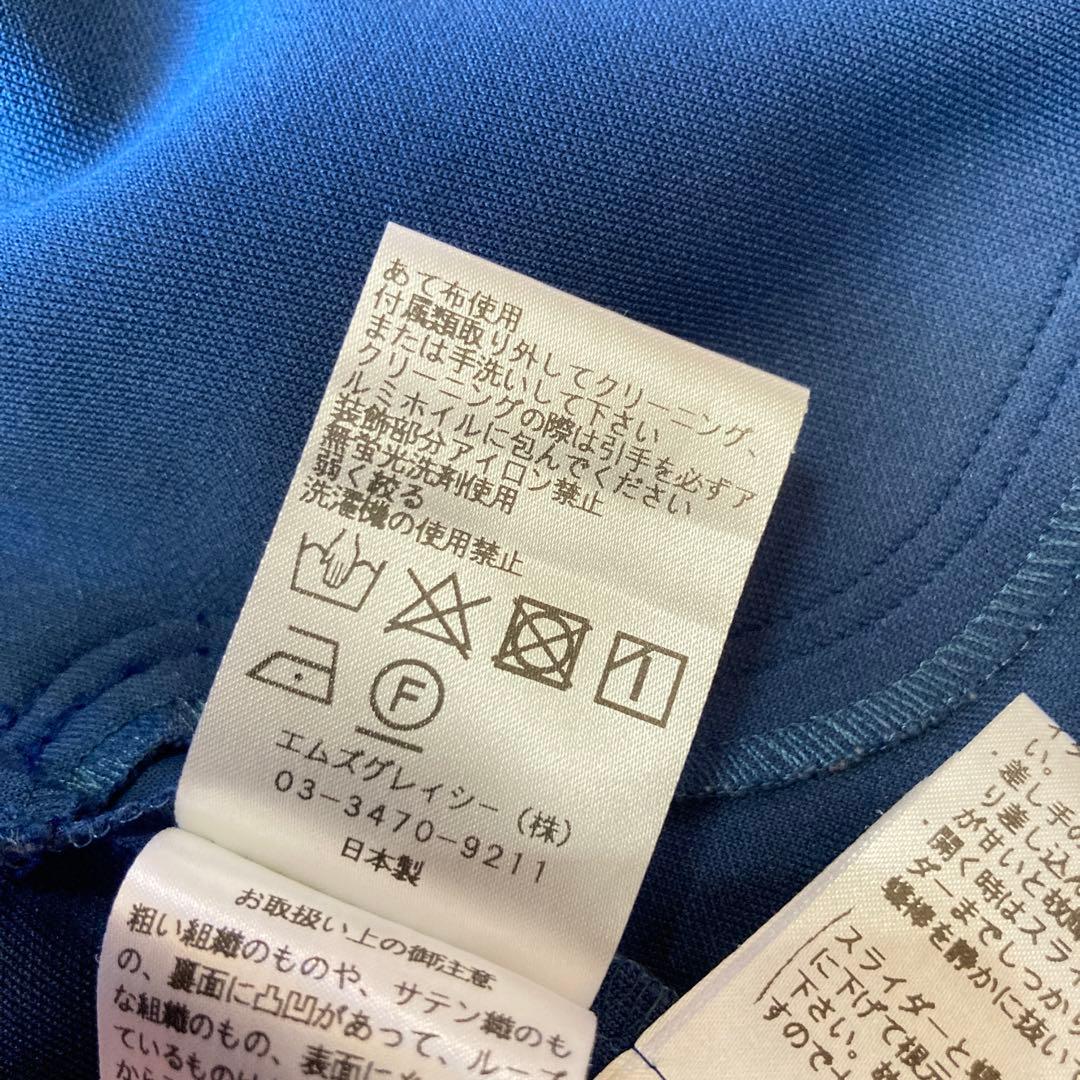 あて布使用
付属類取り外してクリーニング、
または手洗いして下さい
クリーニングの際は引手を必ずア
ルミホイルに包んでください
装飾部分アイロン禁止
無蛍光洗剤使用
弱く絞る
洗濯機の使用禁止
F
エムズグレイシー(株)
03-3470-9211
日本製
お取扱い上の御注意
粗い組織のものや、サテン織のも
の、裏面に凸凹があって、ループ
な組織のもの、表面に
ているものは
から
い。差し手の
り差し込ん
が甘いと故障
・開く時はスライ
ダーまでしっかり
蝶棒を静かに抜い
スライダーと
に下げて根元
下さい。
すので